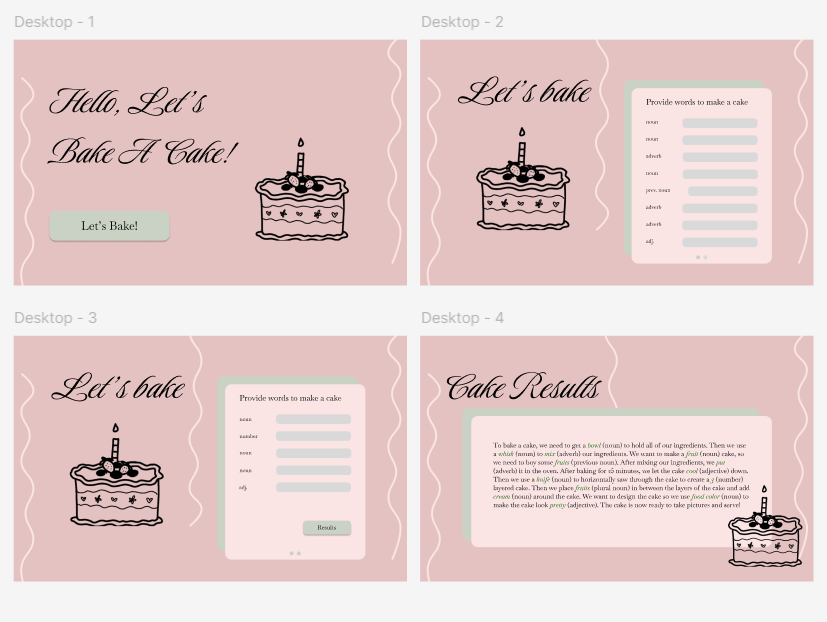 Desktop - 1
Hello, Let's
Bake A Cake!
Let's Bake!
Desktop - 2
Let's bake
Provide words to make a cake
noun
noun
adverb
noun
prev. noun
adverb
adverb
adj.
Desktop - 3
Let's bake
Provide words to make a cake
noun
number
noun
noun
adj.
Results
Desktop - 4
Cake Results
To bake a cake, we need to get a bowl (noun) to hold all of our ingredients. Then we use
a whisk (noun) to mix (adverb) our ingredients. We want to make a fruit (noun) cake, so
we need to buy some fruits (previous noun). After mixing our ingredients, we put
(adverb) it in the oven. After baking for 15 minutes, we let the cake cool (adjective) down.
Then we use a knife (noun) to horizontally saw through the cake to create a 3 (number)
layered cake. Then we place fruits (plural noun) in between the layers of the cake and add
cream (noun) around the cake. We want to design the cake so we use food color (noun) to
make the cake look pretty (adjective). The cake is now ready to take pictures and serve!